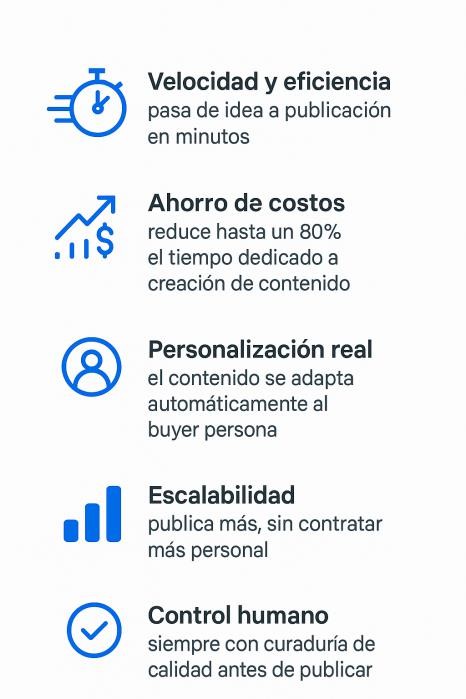 Velocidad y eficiencia
pasa de idea a publicación
en minutos
Ahorro de costos
reduce hasta un 80%
el tiempo dedicado a
creación de contenido
Personalización real
el contenido se adapta
automáticamente al
buyer persona
Escalabilidad
publica más, sin contratar
más personal
Control humano
siempre con curaduría de
calidad antes de publicar